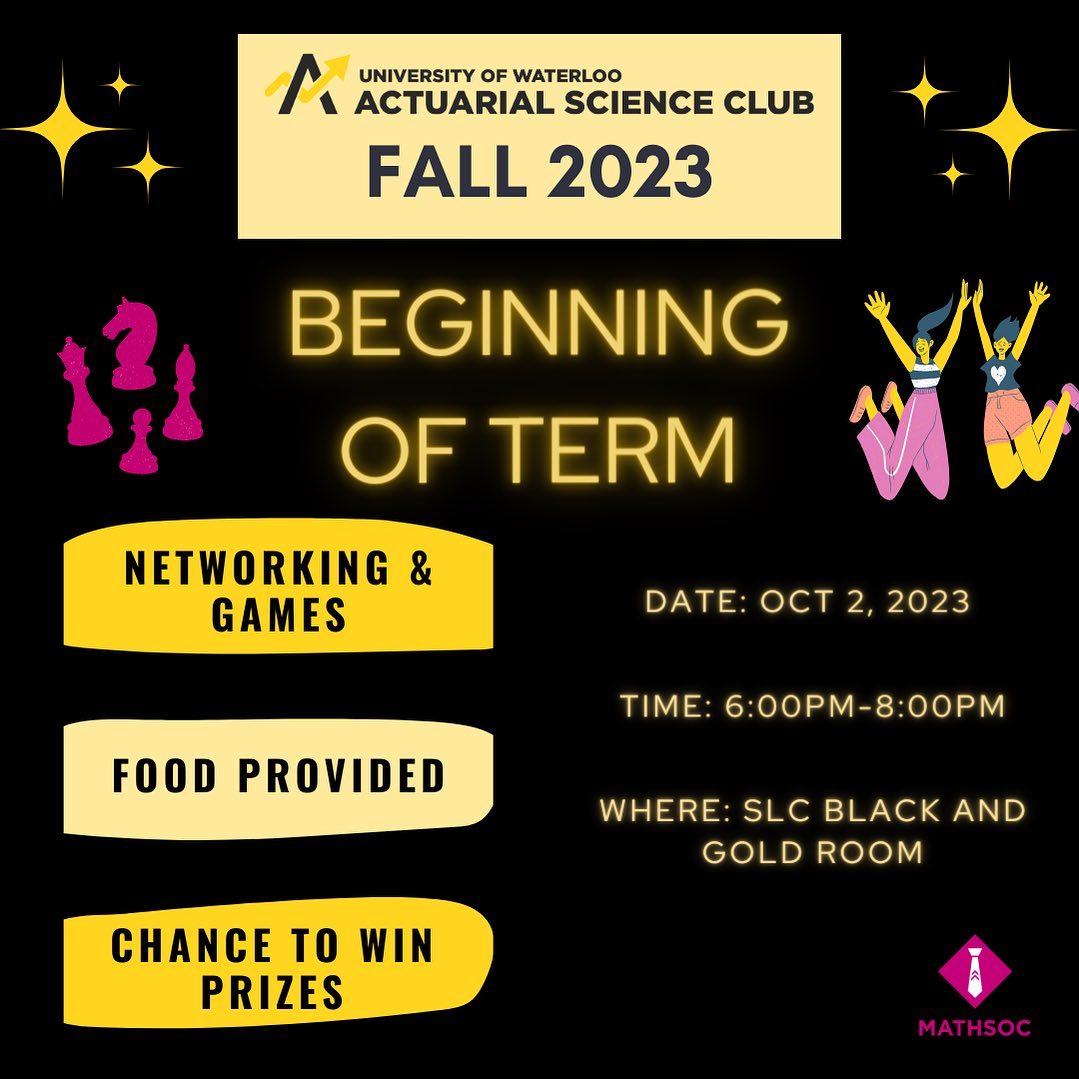 UNIVERSITY OF WATERLOO
ACTUARIAL SCIENCE CLUB
FALL 2023
BEGINNING
OF TERM
NETWORKING &
GAMES
FOOD PROVIDED
CHANCE TO WIN
PRIZES
DATE: OCT 2, 2023
TIME: 6:00PM-8:00PM
WHERE: SLC BLACK AND
GOLD ROOM
MATHSOC